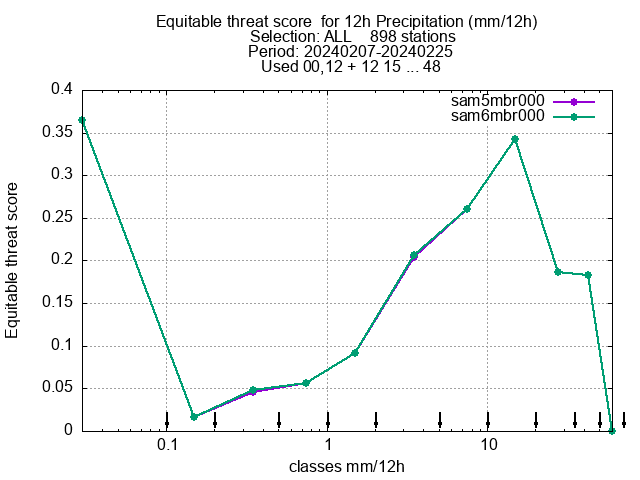 Equitable threat score  for 12h Precipitation (mm/12h)
Selection: ALL    898 stations
Period: 20240207-20240225
Used 00,12 + 12 15 ... 48
sam5mbr000
sam6mbr000
0.4
0.35
0.3
0.25
0.2
0.15
0.1
0.05
0
Equitable threat score
0.1
1
10
classes mm/12h